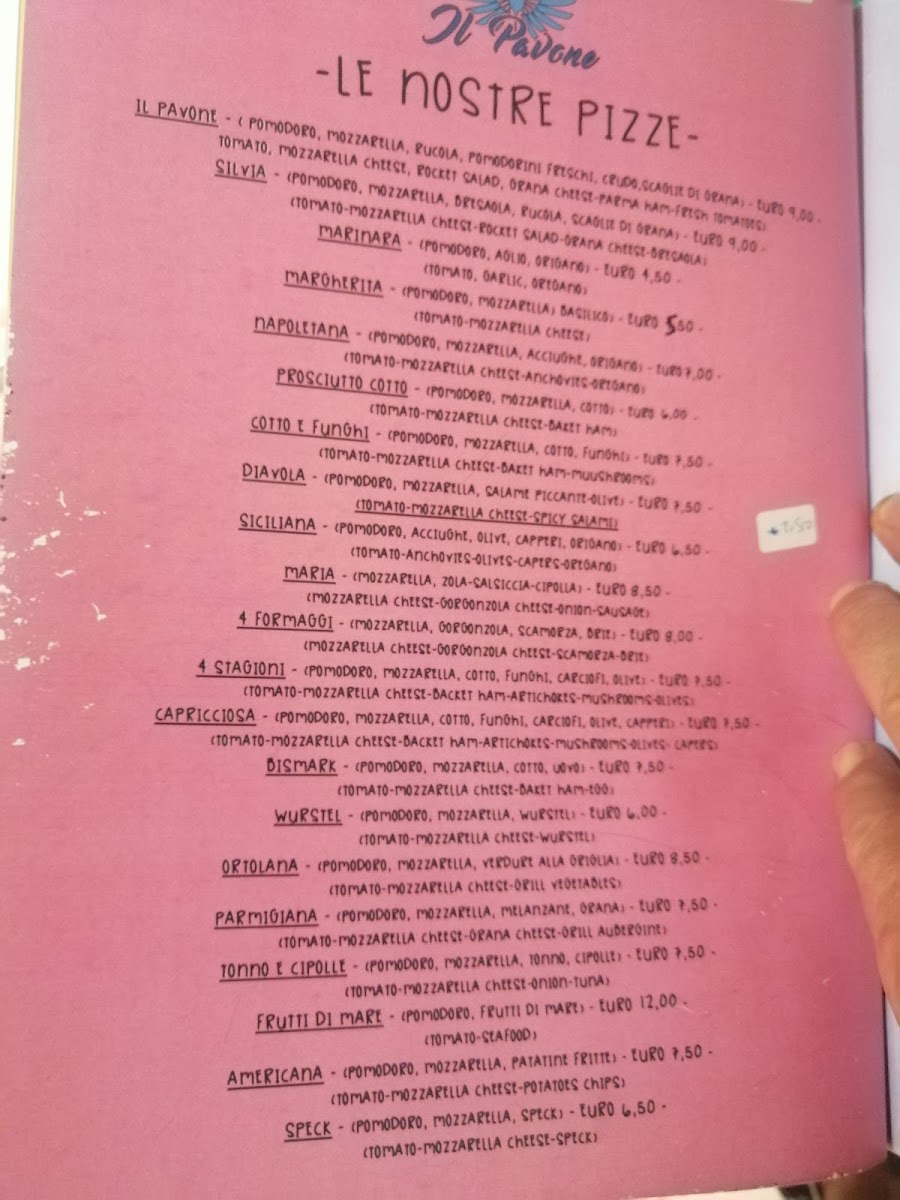 Il Pavone
-LE NOSTRE PIZZE-
IL PAVONE - ( POMODORO, MOZZARELLA, RUCOLA, POMODORINI FRESCHI, CRUDO,SCAGLIE DI GRANA) - EURO 9,00 -
TOMATO, MOZZARELLA CHEESE, ROCKET SALAD, GRANA CHEESE-PARMA HAM-FRESH TOMATOES)
SILVIA - (POMODORO, MOZZARELLA, BRESAOLA, RUCOLA, SCAGLIE DI GRANA) - EURO 9,00 -
(TOMATO-MOZZARELLA CHEESE-ROCKET SALAD-GRANA CHEESE-BRESAOLA)
MARINARA - (POMODORO, AGLIO, ORIGANO) - EURO 4,50 -
(TOMATO, GARLIC, OREGANO)
MARGHERITA - (POMODORO, MOZZARELLA) BASILICO) - EURO 5,50 -
(TOMATO-MOZZARELLA CHEESE)
NAPOLETANA - (POMODORO, MOZZARELLA, ACCIUGHE, ORIGANO) - EURO 7,00 -
(TOMATO-MOZZARELLA CHEESE-ANCHOVIES-OREGANO)
PROSCIUTTO COTTO - (POMODORO, MOZZARELLA, COTTO) - EURO 6,00 -
(TOMATO-MOZZARELLA CHEESE-BAKET HAM)
COTTO E FUNGHI - (POMODORO, MOZZARELLA, COTTO, FUNGHI) - EURO 7,50 -
(TOMATO-MOZZARELLA CHEESE-BAKET HAM-MUUSHROOMS)
DIAVOLA - (POMODORO, MOZZARELLA, SALAME PICCANTE-OLIVE) - EURO 7,50 -
(TOMATO-MOZZARELLA CHEESE-SPICY SALAMI)
SICILIANA - (POMODORO, ACCIUGHE, OLIVE, CAPPERI, ORIGANO) - EURO 6,50 -
(TOMATO-ANCHOVIES-OLIVES-CAPERS-OREGANO)
MARIA - (MOZZARELLA, ZOLA-SALSICCIA-CIPOLLA) - EURO 8,50 -
(MOZZARELLA CHEESE-GORGONZOLA CHEESE-ONION-SAUSAGE)
4 FORMAGGI - (MOZZARELLA, GORGONZOLA, SCAMORZA, BRIE) - EURO 8,00 -
(MOZZARELLA CHEESE-GORGONZOLA CHEESE-SCAMORZA-BRIE)
4 STAGIONI - (POMODORO, MOZZARELLA, COTTO, FUNGHI, CARCIOFI, OLIVE) - EURO 7,50 -
(TOMATO-MOZZARELLA CHEESE-BACKET HAM-ARTICHOKES-MUSHROOMS-OLIVES)
CAPRICCIOSA - (POMODORO, MOZZARELLA, COTTO, FUNGHI, CARCIOFI, OLIVE, CAPPERI) - EURO 7,50 -
(TOMATO-MOZZARELLA CHEESE-BACKET HAM-ARTICHOKES-MUSHROOMS-OLIVES- CAPERS)
BISMARK - (POMODORO, MOZZARELLA, COTTO, UOVO) - EURO 7,50 -
(TOMATO-MOZZARELLA CHEESE-BAKET HAM-EGG)
WURSTEL - (POMODORO, MOZZARELLA, WURSTEL) - EURO 6,00 -
(TOMATO-MOZZARELLA CHEESE-WURSTEL)
ORTOLANA - (POMODORO, MOZZARELLA, VERDURE ALLA GRIGLIA) - EURO 8,50 -
(TOMATO-MOZZARELLA CHEESE-GRILL VEGETABLES)
PARMIGIANA - (POMODORO, MOZZARELLA, MELANZANE, GRANA) - EURO 7,50 -
(TOMATO-MOZZARELLA CHEESE-GRANA CHEESE-GRILL AUBERGINE)
TONNO E CIPOLLE - (POMODORO, MOZZARELLA, TONNO, CIPOLLE) - EURO 7,50 -
(TOMATO-MOZZARELLA CHEESE-ONION-TUNA)
FRUTTI DI MARE - (POMODORO, FRUTTI DI MARE) - EURO 12,00 -
(TOMATO-SEAFOOD)
AMERICANA - (POMODORO, MOZZARELLA, PATATINE FRITTE) - EURO 7,50 -
(TOMATO-MOZZARELLA CHEESE-POTATOES CHIPS)
SPECK - (POMODORO, MOZZARELLA, SPECK) - EURO 6,50 -
(TOMATO-MOZZARELLA CHEESE-SPECK)